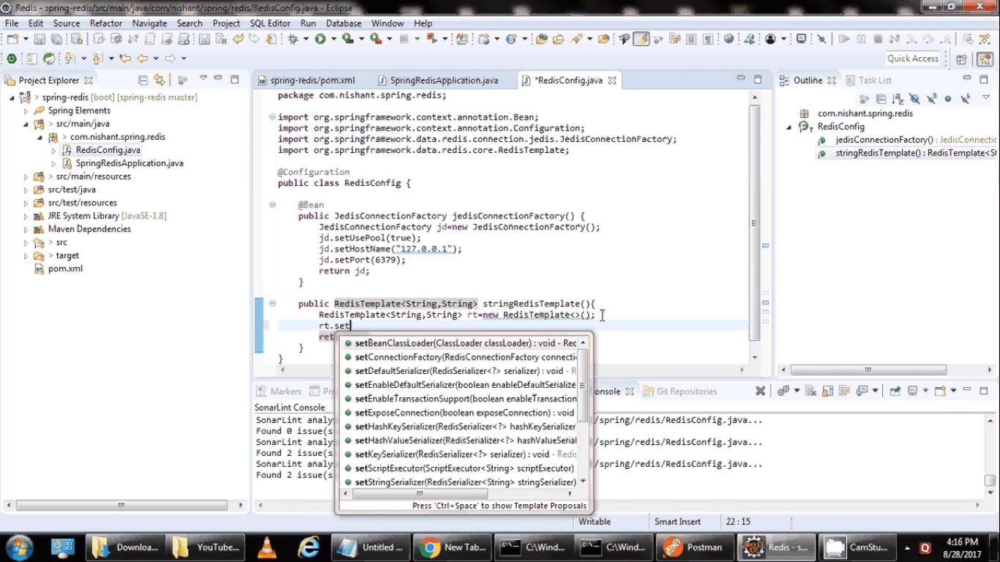 Redis - spring-redis/src/main/java/com/nishant/spring/redis/RedisConfig.java - Eclipse
File Edit Source Refactor Navigate Search Project SQL Editor Run Database Window Help
Quick Access
Project Explorer
spring-redis/pom.xml SpringRedisApplication.java *RedisConfig.java
Outline Task List
> spring-redis [boot] [spring-redis master]
Spring Elements
> src/main/java
> com.nishant.spring.redis
RedisConfig.java
SpringRedisApplication.java
> src/main/resources
src/test/java
src/test/resources
JRE System Library [JavaSE-1.8]
Maven Dependencies
> src
> target
pom.xml
package com.nishant.spring.redis;
import org.springframework.context.annotation.Bean;
import org.springframework.context.annotation.Configuration;
import org.springframework.data.redis.connection.jedis.JedisConnectionFactory;
import org.springframework.data.redis.core.RedisTemplate;
@Configuration
public class RedisConfig {
@Bean
public JedisConnectionFactory jedisConnectionFactory() {
JedisConnectionFactory jd=new JedisConnectionFactory();
jd.setUsePool(true);
jd.setHostName("127.0.0.1");
jd.setPort(6379);
return jd;
}
public RedisTemplate<String,String> stringRedisTemplate(){
RedisTemplate<String,String> rt=new RedisTemplate<>();
rt.set
ret
}
}
setBeanClassLoader(ClassLoader classLoader) : void - Red
setConnectionFactory(RedisConnectionFactory connecti
setDefaultSerializer(RedisSerializer<?> serializer) : void - R
setEnableDefaultSerializer(boolean enableDefaultSerialize
setEnableTransactionSupport(boolean enableTransaction
setExposeConnection(boolean exposeConnection) : void
setHashKeySerializer(RedisSerializer<?> hashKeySerializer
setHashValueSerializer(RedisSerializer<?> hashValueSerial
setKeySerializer(RedisSerializer<?> serializer) : void - Redis
setScriptExecutor(ScriptExecutor<String> scriptExecutor)
setStringSerializer(RedisSerializer<String> stringSerializer)
Press 'Ctrl+Space' to show Template Proposals
com.nishant.spring.redis
RedisConfig
jedisConnectionFactory() : JedisConnectic
stringRedisTemplate() : RedisTemplate<St
Markers Pro onsole Git Repositories
SonarLint Console
SonarLint analys /spring/redis/RedisConfig.java...
Found 0 issue(s
SonarLint analys /spring/redis/RedisConfig.java...
Found 2 issue(s
SonarLint analys /spring/redis/RedisConfig.java...
Found 2 issue(s
Writable Smart Insert 22 : 15
Downloa... YouTube... Untitled ... New Tab... C:\Wind... C:\Wind... Postman Redis - s... CamStu...
4:16 PM
8/28/2017